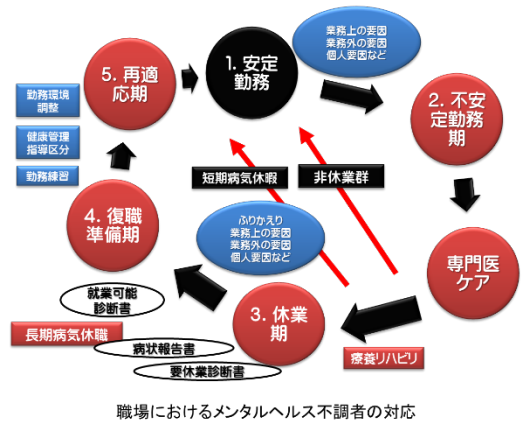 業務上の要因
業務外の要因
個人要因など
1. 安定
勤務
5. 再適
応期
勤務環境
調整
健康管理
指導区分
勤務練習
2. 不安
定勤務
期
短期病気休暇
非休業群
4. 復職
準備期
ふりかえり
業務上の要因
業務外の要因
個人要因など
専門医
ケア
就業可能
診断書
3. 休業
期
長期病気休職
病状報告書
要休業診断書
療養リハビリ
職場におけるメンタルヘルス不調者の対応